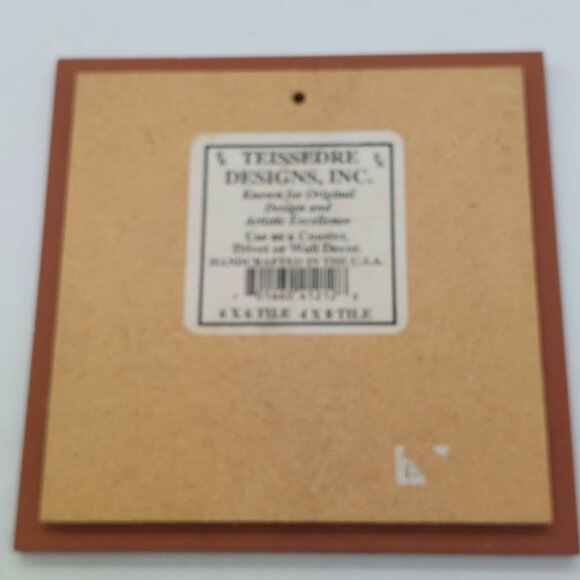 TEISSEDRE
DESIGNS, INC.
Known for Original
Design and
Artistic Excellence
Use as a Coaster,
Trivet or Wall Decor.
HANDCRAFTED IN THE U.S.A.
6 X 6 TILE 4 X 8 TILE